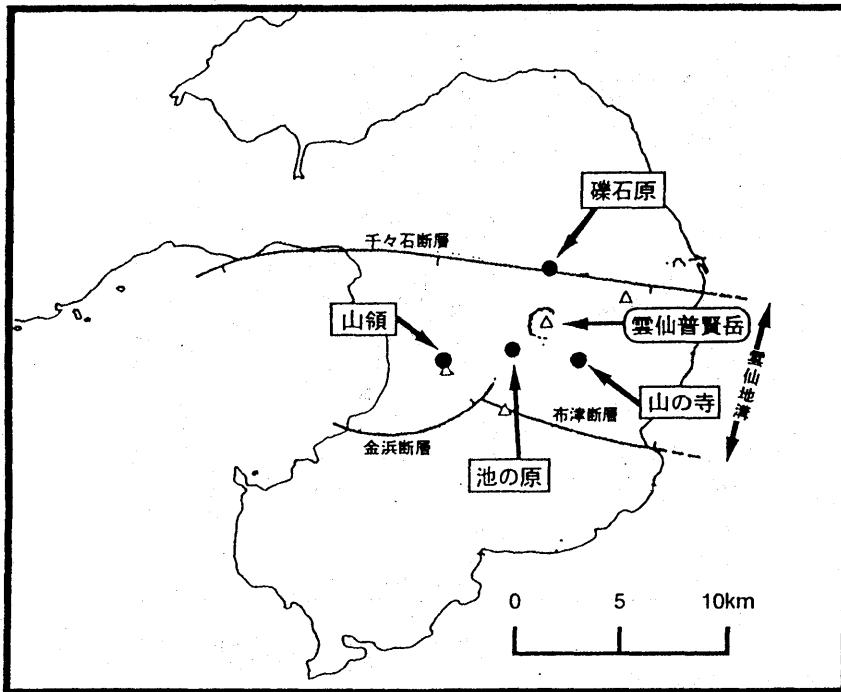 礫石原
千々石断層
山領
雲仙普賢岳
雲仙地溝
山の寺
布津断層
金浜断層
池の原
0 5 10km